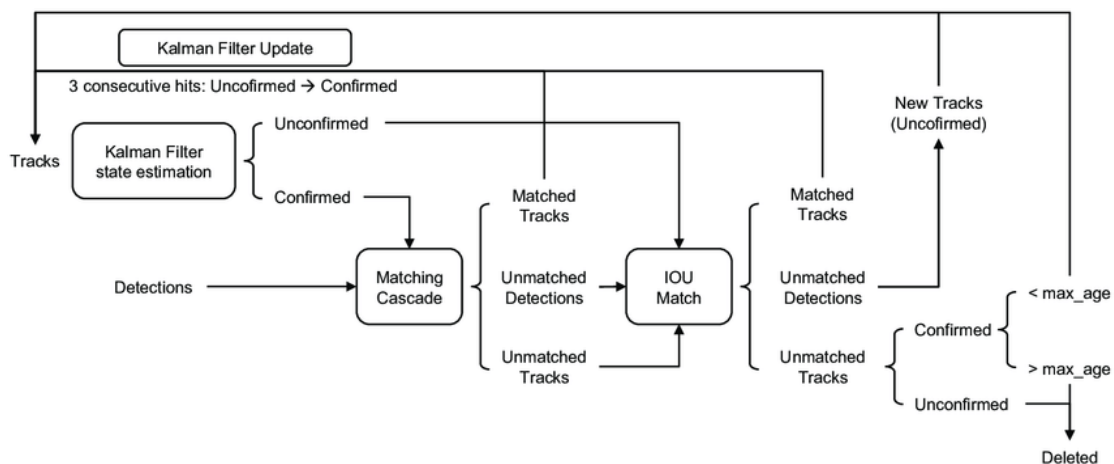 Kalman Filter Update
3 consecutive hits: Uncofirmed → Confirmed
New Tracks
(Uncofirmed)
Unconfirmed
Tracks
Kalman Filter
state estimation
Confirmed
Matched
Tracks
Matched
Tracks
Detections
Matching
Cascade
Unmatched
Detections
IOU
Match
Unmatched
Detections
< max_age
Confirmed
Unmatched
Tracks
Unmatched
Tracks
> max_age
Unconfirmed
Deleted